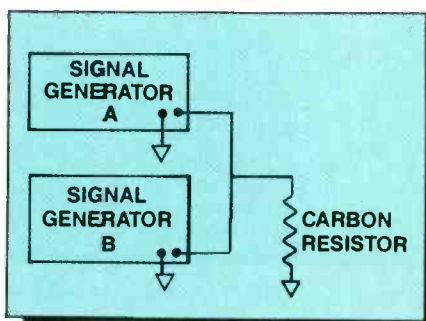 SIGNAL
GENERATOR
A
SIGNAL
GENERATOR
B
CARBON
RESISTOR